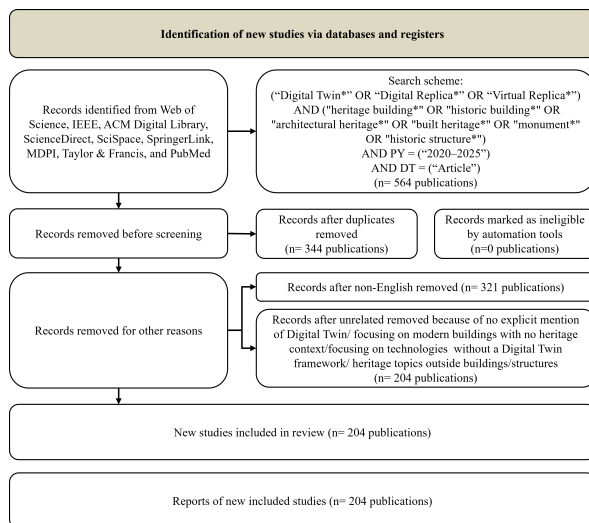 Identification of new studies via databases and registers
Records identified from Web of
Science, IEEE, ACM Digital Library,
ScienceDirect, SciSpace, SpringerLink,
MDPI, Taylor & Francis, and PubMed
Search scheme:
(“Digital Twin*” OR “Digital Replica*” OR “Virtual Replica*”)
AND ("heritage building*" OR "historic building*" OR
"architectural heritage*" OR "built heritage*" OR "monument*"
OR "historic structure*")
AND PY = (“2020–2025”)
AND DT = (“Article”)
(n= 564 publications)
Records removed before screening
Records after duplicates
removed
(n= 344 publications)
Records marked as ineligible
by automation tools
(n=0 publications)
Records removed for other reasons
Records after non-English removed (n= 321 publications)
Records after unrelated removed because of no explicit mention
of Digital Twin/ focusing on modern buildings with no heritage
context/focusing on technologies without a Digital Twin
framework/ heritage topics outside buildings/structures
(n= 204 publications)
New studies included in review (n= 204 publications)
Reports of new included studies (n= 204 publications)